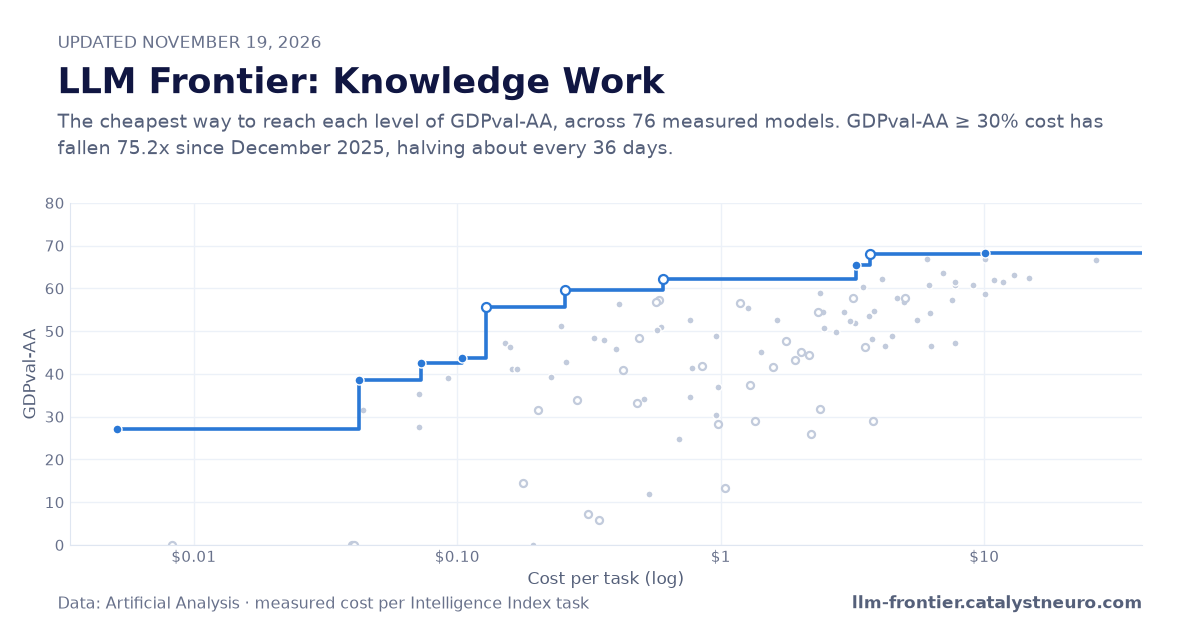 UPDATED NOVEMBER 19, 2026
LLM Frontier: Knowledge Work
The cheapest way to reach each level of GDPval-AA, across 76 measured models. GDPval-AA ≥ 30% cost has
fallen 75.2x since December 2025, halving about every 36 days.
80
70
60
50
40
30
20
10
0
GDPval-AA
$0.01
$0.10
$1
$10
Cost per task (log)
Data: Artificial Analysis · measured cost per Intelligence Index task
llm-frontier.catalystneuro.com